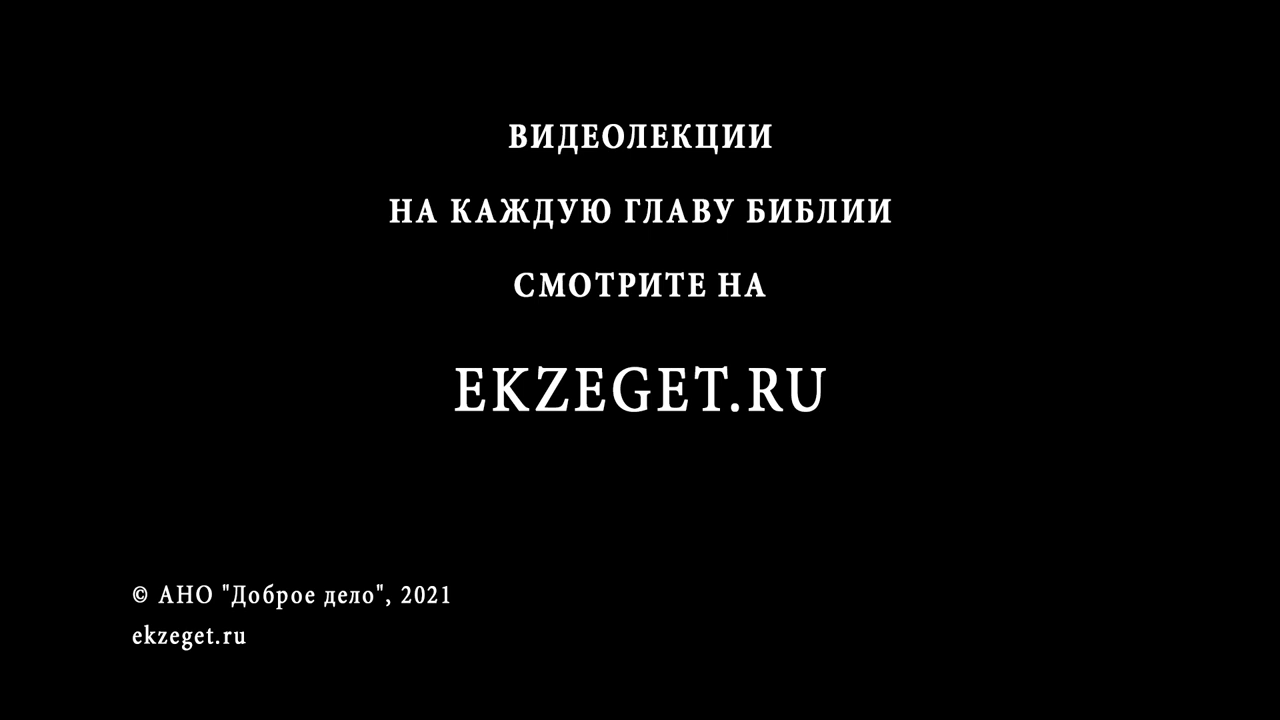 ВИДЕОЛЕКЦИИ
НА КАЖДУЮ ГЛАВУ БИБЛИИ
СМОТРИТЕ НА
EKZEGET.RU
© АНО "Доброе дело", 2021
ekzeget.ru